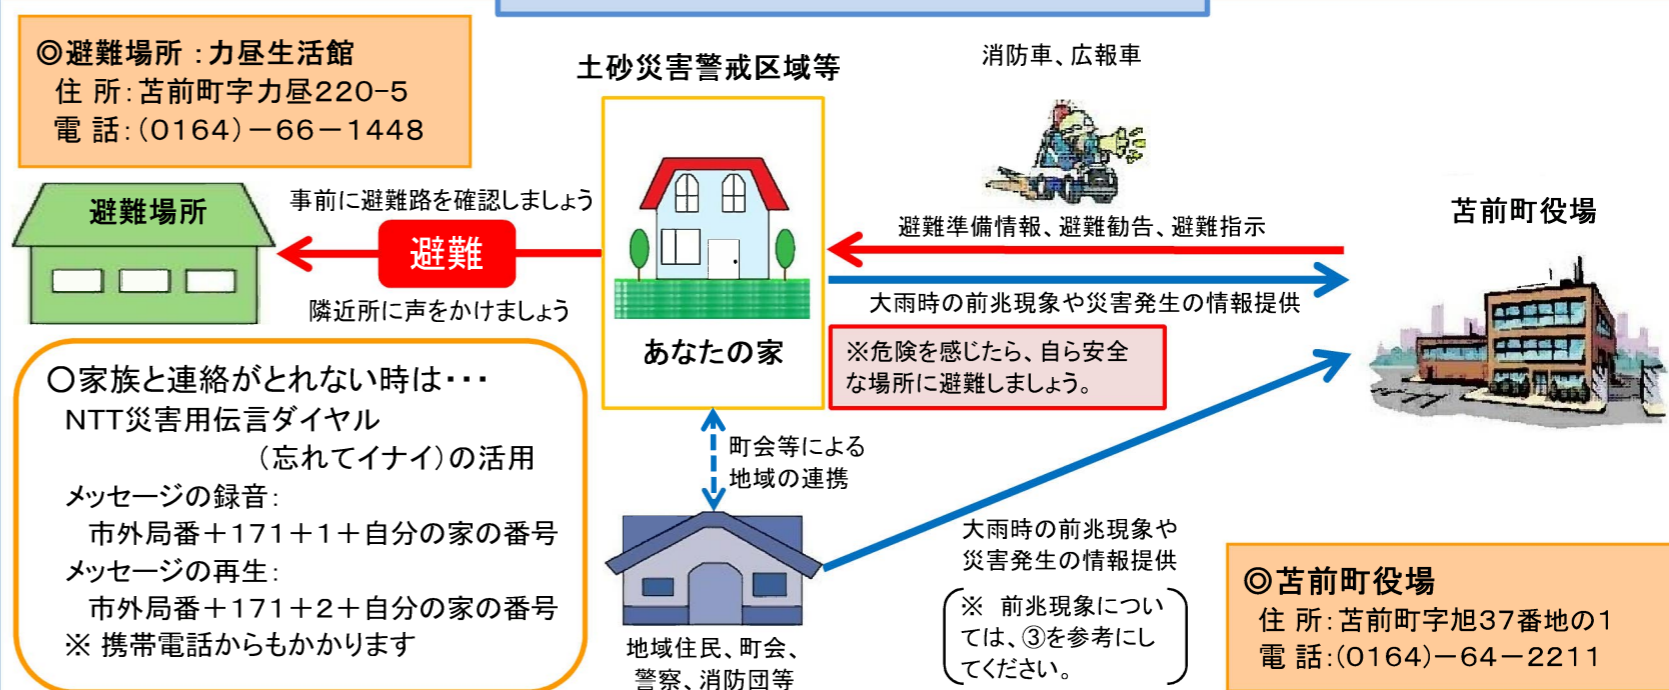 ◎避難場所：力昼生活館
住 所：苫前町字力昼220-5
電 話：(0164)－66－1448
土砂災害警戒区域等
消防車、広報車
避難場所
事前に避難路を確認しましょう
避難
隣近所に声をかけましょう
あなたの家
避難準備情報、避難勧告、避難指示
大雨時の前兆現象や災害発生の情報提供
苫前町役場
※危険を感じたら、自ら安全
な場所に避難しましょう。
○家族と連絡がとれない時は・・・
NTT災害用伝言ダイヤル
（忘れてイナイ）の活用
メッセージの録音：
市外局番＋171＋1＋自分の家の番号
メッセージの再生：
市外局番＋171＋2＋自分の家の番号
※ 携帯電話からもかかります
町会等による
地域の連携
地域住民、町会、
警察、消防団等
大雨時の前兆現象や
災害発生の情報提供
※ 前兆現象につい
ては、③を参考にし
てください。
◎苫前町役場
住 所：苫前町字旭37番地の1
電 話：(0164)－64－2211